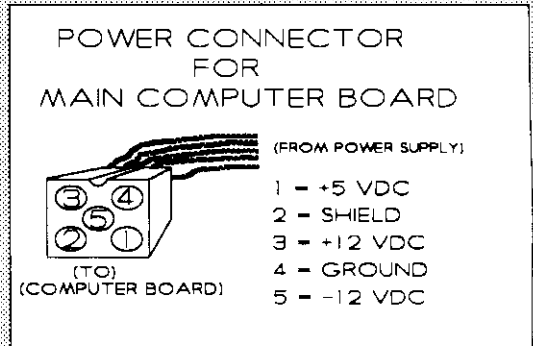 POWER CONNECTOR
FOR
MAIN COMPUTER BOARD
(FROM POWER SUPPLY)
1 = +5 VDC
2 = SHIELD
3 = +12 VDC
4 = GROUND
5 = -12 VDC
3 4
5
2 1
(TO)
(COMPUTER BOARD)